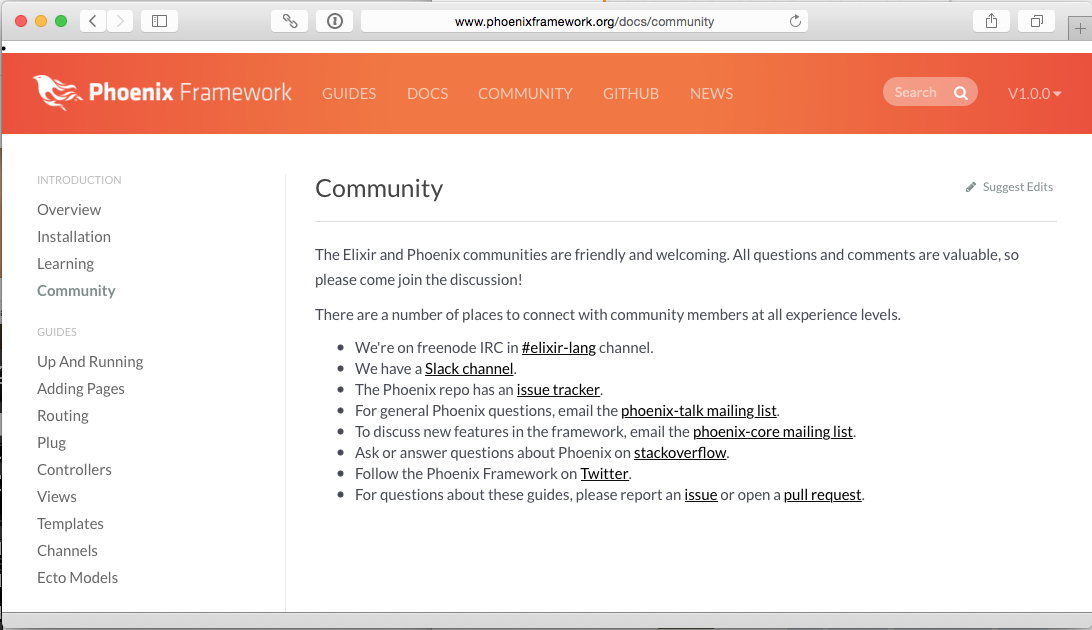 www.phoenixframework.org/docs/community
Phoenix Framework GUIDES DOCS COMMUNITY GITHUB NEWS Search V1.0.0
INTRODUCTION
Overview
Installation
Learning
Community
GUIDES
Up And Running
Adding Pages
Routing
Plug
Controllers
Views
Templates
Channels
Ecto Models
Community
Suggest Edits
The Elixir and Phoenix communities are friendly and welcoming. All questions and comments are valuable, so
please come join the discussion!
There are a number of places to connect with community members at all experience levels.
• We're on freenode IRC in #elixir-lang channel.
• We have a Slack channel.
• The Phoenix repo has an issue tracker.
• For general Phoenix questions, email the phoenix-talk mailing list.
• To discuss new features in the framework, email the phoenix-core mailing list.
• Ask or answer questions about Phoenix on stackoverflow.
• Follow the Phoenix Framework on Twitter.
• For questions about these guides, please report an issue or open a pull request.